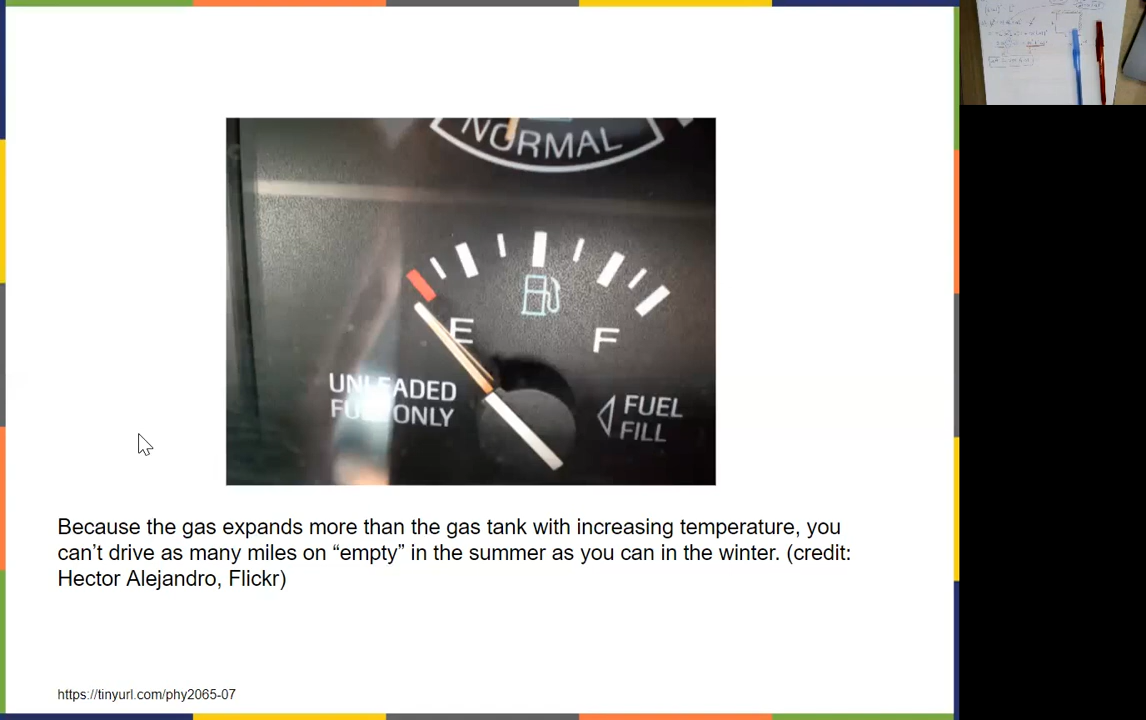 NORMAL
E
F
UNLEADED
FUEL ONLY
FUEL
FILL
Because the gas expands more than the gas tank with increasing temperature, you
can’t drive as many miles on “empty” in the summer as you can in the winter. (credit:
Hector Alejandro, Flickr)
https://tinyurl.com/phy2065-07